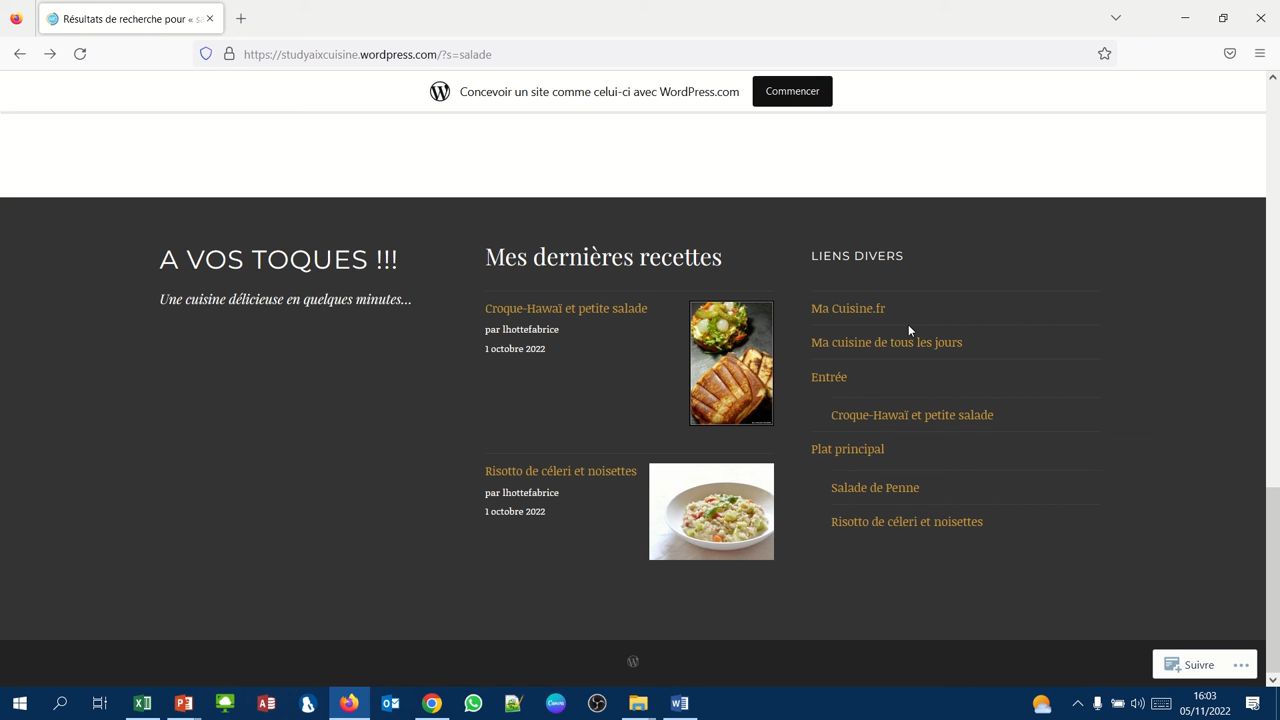 Résultats de recherche pour « s
https://studyaixcuisine.wordpress.com/?s=salade
Concevoir un site comme celui-ci avec WordPress.com
Commencer
A VOS TOQUES !!!
Une cuisine délicieuse en quelques minutes...
Mes dernières recettes
Croque-Hawaï et petite salade
par lhottefabrice
1 octobre 2022
Risotto de céleri et noisettes
par lhottefabrice
1 octobre 2022
LIENS DIVERS
Ma Cuisine.fr
Ma cuisine de tous les jours
Entrée
Croque-Hawaï et petite salade
Plat principal
Salade de Penne
Risotto de céleri et noisettes
Suivre
16:03
05/11/2022